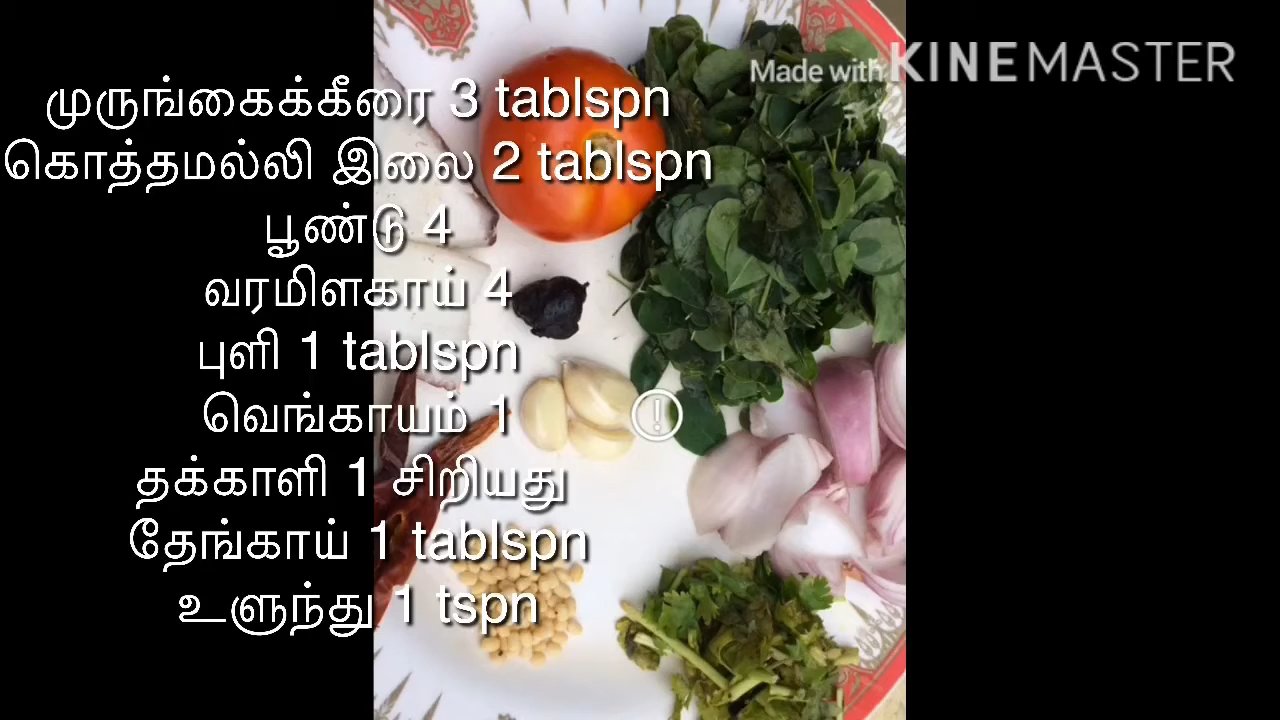 Made with KINEMASTER
முருங்கைக்கீரை 3 tablspn
கொத்தமல்லி இலை 2 tablspn
பூண்டு 4
வரமிளகாய் 4
புளி 1 tablspn
வெங்காயம் 1
தக்காளி 1 சிறியது
தேங்காய் 1 tablspn
உளுந்து 1 tspn